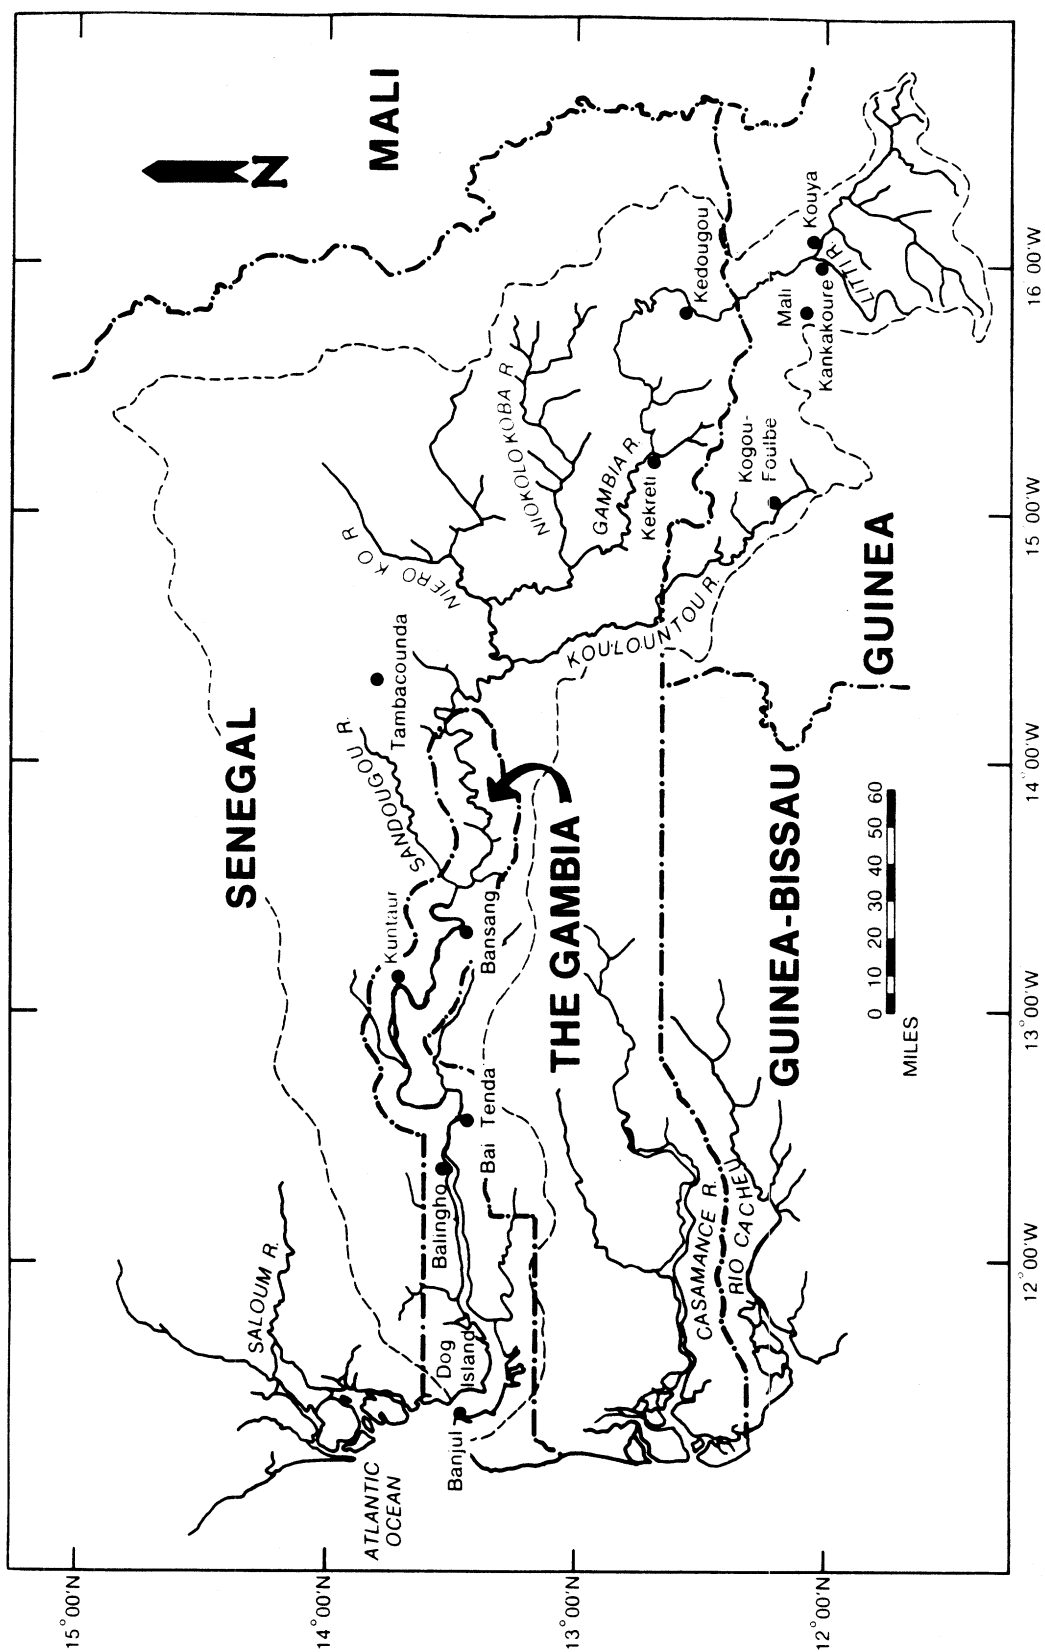 15°00'N
14°00'N
13°00'N
12°00'N
12°00'W
13°00'W
14°00'W
15°00'W
16°00'W
N
MALI
SENEGAL
THE GAMBIA
GUINEA-BISSAU
GUINEA
ATLANTIC
OCEAN
SALOUM R.
Banjul
Dog
Island
Balingho
Bai Tenda
Kuntaur
Bansang
SANDOUGOU R.
Tambacounda
NIERO KO R.
NIOKOLO KOBA R
GAMBIA R.
Kekreti
Kedougou
KOULOUNTOU R.
Kogou-
Foulbe
Mali
Kankakoure
Kouya
LITI R.
CASAMANCE R.
RIO CACHEU
0 10 20 30 40 50 60
MILES